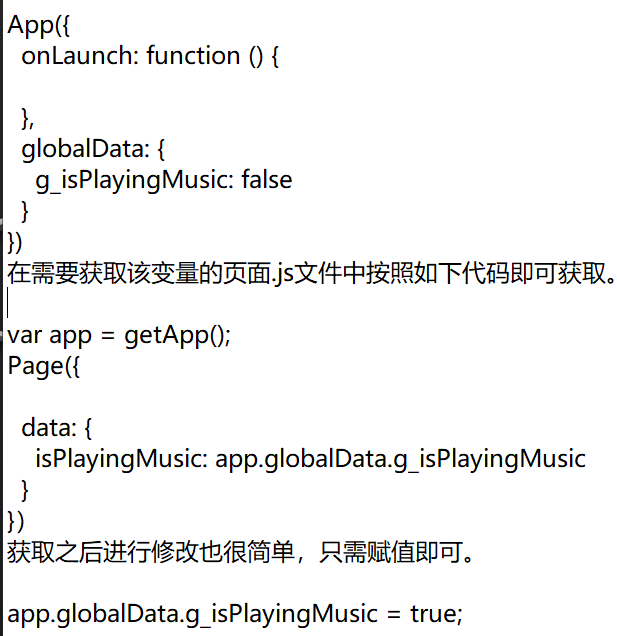 App({
  onLaunch: function () {
  },
  globalData: {
    g_isPlayingMusic: false
  }
})
在需要获取该变量的页面.js文件中按照如下代码即可获取。
var app = getApp();
Page({
  data: {
    isPlayingMusic: app.globalData.g_isPlayingMusic
  }
})
获取之后进行修改也很简单，只需赋值即可。
app.globalData.g_isPlayingMusic = true;